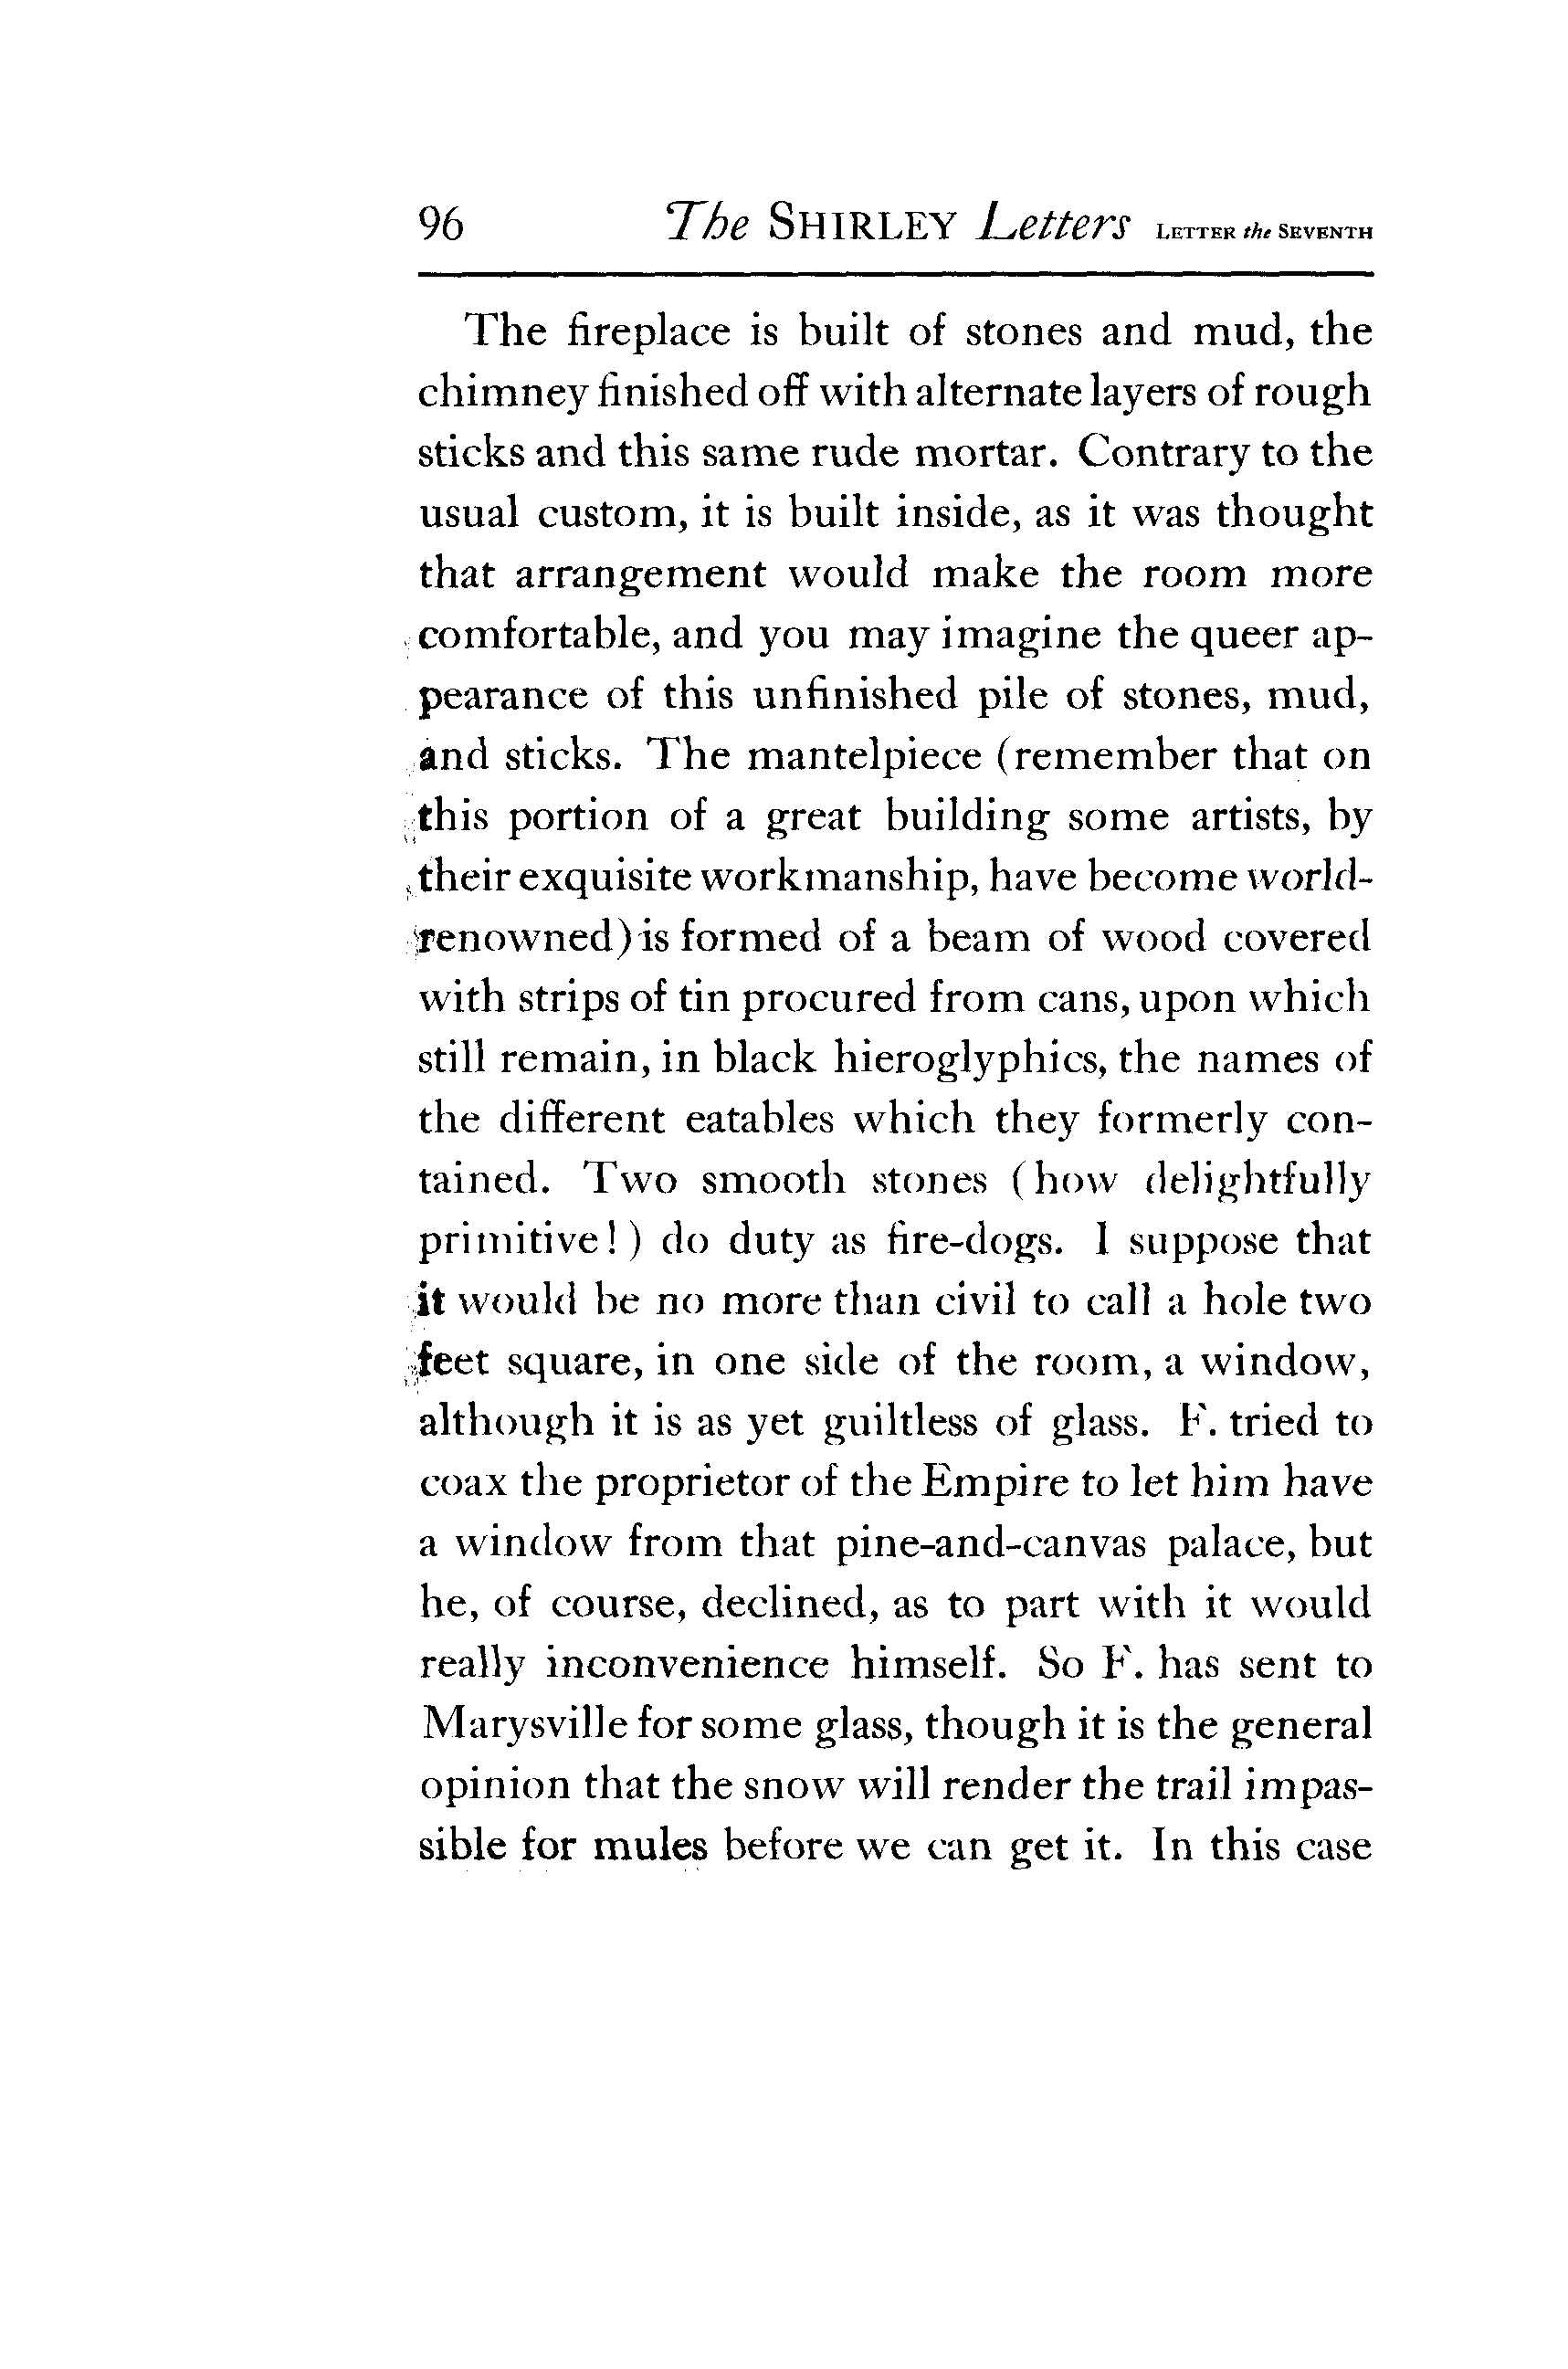 96 The SHIRLEY Letters LETTER the SEVENTH
The fireplace is built of stones and mud, the
chimney finished off with alternate layers of rough
sticks and this same rude mortar. Contrary to the
usual custom, it is built inside, as it was thought
that arrangement would make the room more
comfortable, and you may imagine the queer ap-
pearance of this unfinished pile of stones, mud,
and sticks. The mantelpiece (remember that on
this portion of a great building some artists, by
their exquisite workmanship, have become world-
renowned) is formed of a beam of wood covered
with strips of tin procured from cans, upon which
still remain, in black hieroglyphics, the names of
the different eatables which they formerly con-
tained. Two smooth stones (how delightfully
primitive!) do duty as fire-dogs. I suppose that
it would be no more than civil to call a hole two
feet square, in one side of the room, a window,
although it is as yet guiltless of glass. F. tried to
coax the proprietor of the Empire to let him have
a window from that pine-and-canvas palace, but
he, of course, declined, as to part with it would
really inconvenience himself. So F. has sent to
Marysville for some glass, though it is the general
opinion that the snow will render the trail impas-
sible for mules before we can get it. In this case